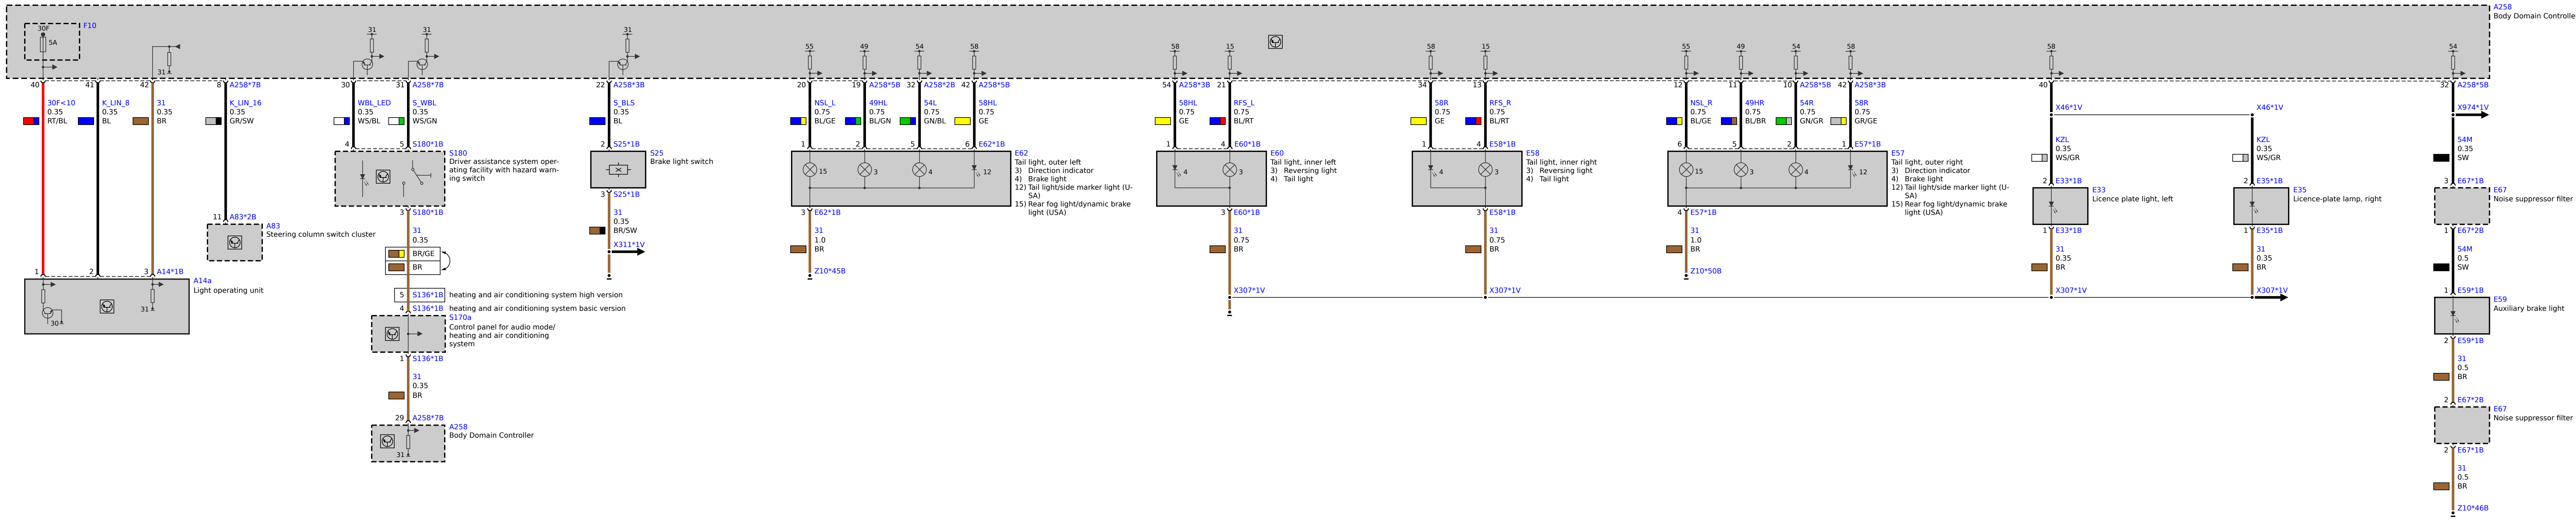 A258
Body Domain Controlle
F10
30F
5A
31
31
31
31
55
49
54
58
58
15
58
15
55
49
54
58
58
54
40
41
42
8 A258*7B
30
31 A258*7B
22 A258*3B
20
19 A258*5B
32 A258*2B
42 A258*5B
54 A258*3B
21
34
13
12
11 A258*3B
10 A258*5B
42 A258*3B
40
32 A258*5B
30F<10
0.35
RT/BL
K_LIN_8
0.35
BL
31
0.35
BR
K_LIN_16
0.35
GR/SW
WBL_LED
0.35
WS/BL
S_WBL
0.35
WS/GN
S_BLS
0.35
BL
NSL_L
0.75
BL/GE
49HL
0.75
BL/GN
54L
0.75
GN/BL
58HL
0.75
GE
58HL
0.75
GE
RFS_L
0.75
BL/RT
58R
0.75
GE
RFS_R
0.75
BL/RT
NSL_R
0.75
BL/GE
49HR
0.75
BL/BR
54R
0.75
GN/GR
58R
0.75
GR/GE
X46*1V
X46*1V
KZL
0.35
WS/GR
KZL
0.35
WS/GR
X974*1V
54M
0.35
SW
4
5 S180*1B
2 S25*1B
1
2
5
6 E62*1B
1
4 E60*1B
1
4 E58*1B
6
5
2
1 E57*1B
2 E33*1B
2 E35*1B
3 E67*1B
S180
Driver assistance system oper-
ating facility with hazard warn-
ing switch
S25
Brake light switch
15
3
4
12
E62
Tail light, outer left
3) Direction indicator
4) Brake light
12) Tail light/side marker light (U-
SA)
15) Rear fog light/dynamic brake
light (USA)
4
3
E60
Tail light, inner left
3) Reversing light
4) Tail light
4
3
E58
Tail light, inner right
3) Reversing light
4) Tail light
15
3
4
12
E57
Tail light, outer right
3) Direction indicator
4) Brake light
12) Tail light/side marker light (U-
SA)
15) Rear fog light/dynamic brake
light (USA)
E33
Licence plate light, left
E35
Licence-plate lamp, right
E67
Noise suppressor filter
11 A83*2B
A83
Steering column switch cluster
3 S180*1B
31
0.35
BR/GE
BR
3 S25*1B
31
0.35
BR/SW
X311*1V
3 E62*1B
31
1.0
BR
Z10*45B
3 E60*1B
31
0.75
BR
3 E58*1B
31
0.75
BR
4 E57*1B
31
1.0
BR
Z10*50B
1 E33*1B
31
0.35
BR
1 E35*1B
31
0.35
BR
1 E67*2B
54M
0.5
SW
X307*1V
X307*1V
X307*1V
X307*1V
1
2
3 A14*1B
A14a
Light operating unit
30
31
5 S136*1B heating and air conditioning system high version
4 S136*1B heating and air conditioning system basic version
S170a
Control panel for audio mode/
heating and air conditioning
system
1 S136*1B
31
0.35
BR
29 A258*7B
A258
Body Domain Controller
31
1 E59*1B
E59
Auxiliary brake light
2 E59*1B
31
0.5
BR
2 E67*2B
E67
Noise suppressor filter
2 E67*1B
31
0.5
BR
Z10*46B